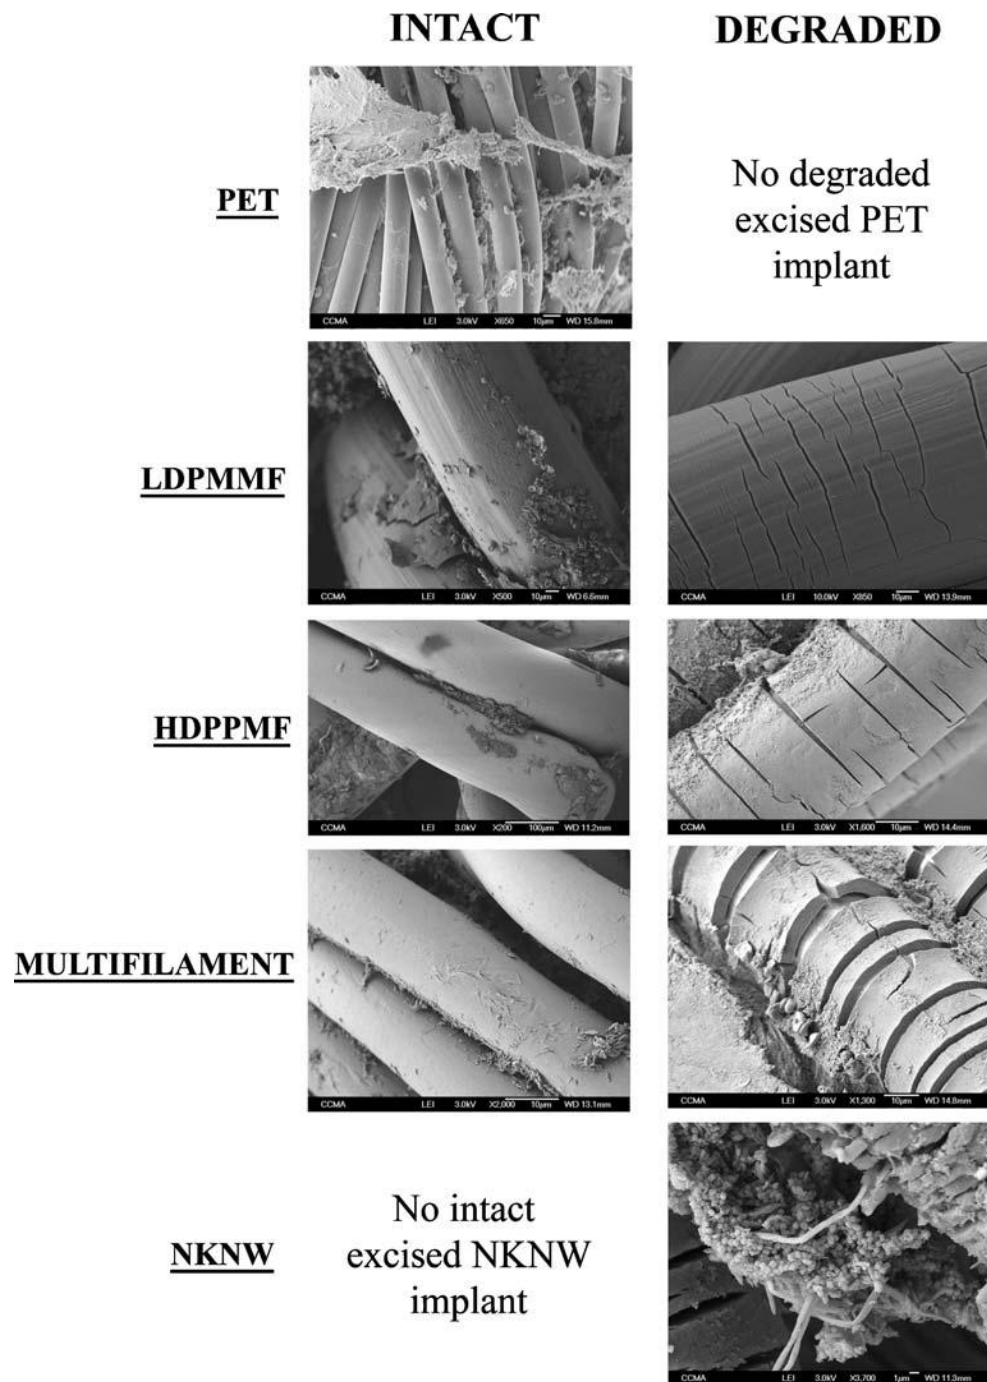 INTACT DEGRADED
PET
No degraded
excised PET
implant
CCMA LEI 3.0kV X650 10µm WD 15.8mm
LDPMMF
CCMA LEI 3.0kV X500 10µm WD 6.6mm
CCMA LEI 10.0kV X850 10µm WD 13.9mm
HDPPMF
CCMA LEI 3.0kV X200 100µm WD 11.2mm
CCMA LEI 3.0kV X1,600 10µm WD 14.4mm
MULTIFILAMENT
CCMA LEI 3.0kV X2,000 10µm WD 13.1mm
CCMA LEI 3.0kV X1,300 10µm WD 14.8mm
NKNW
No intact
excised NKNW
implant
CCMA LEI 3.0kV X3,700 1µm WD 11.3mm